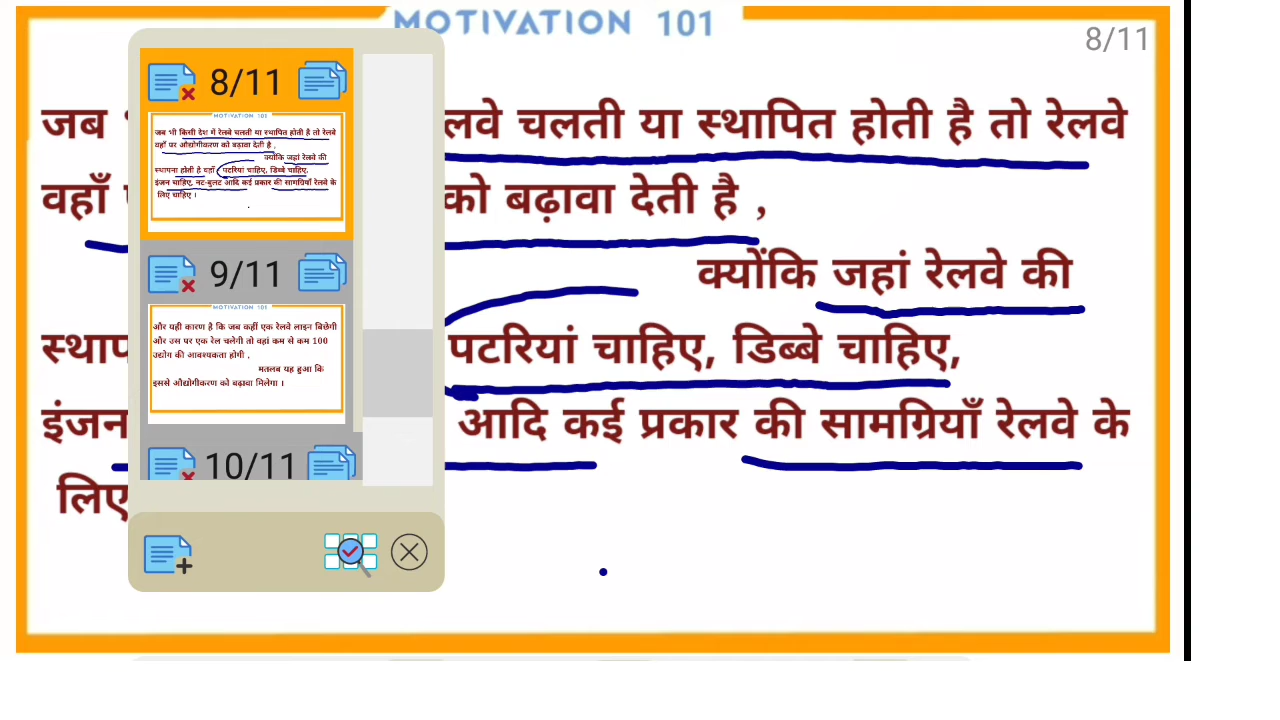 MOTIVATION 101
8/11
जब रेलवे चलती या स्थापित होती है तो रेलवे
वहाँ को बढ़ावा देती है ,
क्योंकि जहां रेलवे की
पटरियां चाहिए, डिब्बे चाहिए,
इंजन आदि कई प्रकार की सामग्रियाँ रेलवे के
लिए
8/11
MOTIVATION 101
जब भी किसी देश में रेलवे चलती या स्थापित होती है तो रेलवे
वहाँ पर औद्योगीकरण को बढ़ावा देती है ,
क्योंकि जहां रेलवे की
स्थापना होती है वहाँ पटरियां चाहिए, डिब्बे चाहिए,
इंजन चाहिए, नट-बुलट आदि कई प्रकार की सामग्रियाँ रेलवे के
लिए चाहिए ।
9/11
MOTIVATION 101
और यही कारण है कि जब कहीं एक रेलवे लाइन बिछेगी
और उस पर एक रेल चलेगी तो वहां कम से कम 100
उद्योग की आवश्यकता होगी ,
मतलब यह हुआ कि
इससे औद्योगीकरण को बढ़ावा मिलेगा ।
10/11